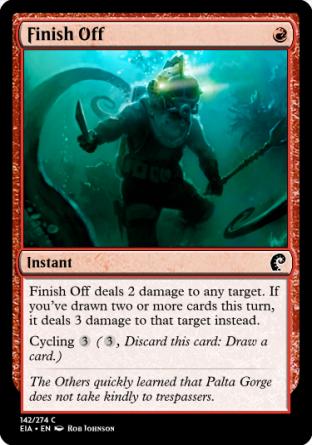 Finish Off
Instant
Finish Off deals 2 damage to any target. If
you've drawn two or more cards this turn,
it deals 3 damage to that target instead.
Cycling 3 ( 3, Discard this card: Draw a
card.)
The Others quickly learned that Palta Gorge
does not take kindly to trespassers.
142/274 C
EIA • EN Rob Johnson